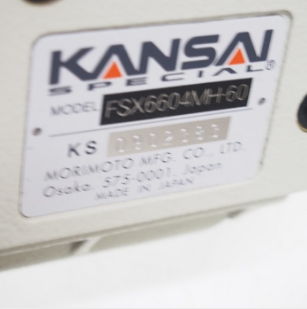 KANSAI®
SPECIAL
MODEL FSX6604MH-60
KS
MORIMOTO MFG. CO., LTD.
Osaka, 575-0001, Japan
MADE IN JAPAN